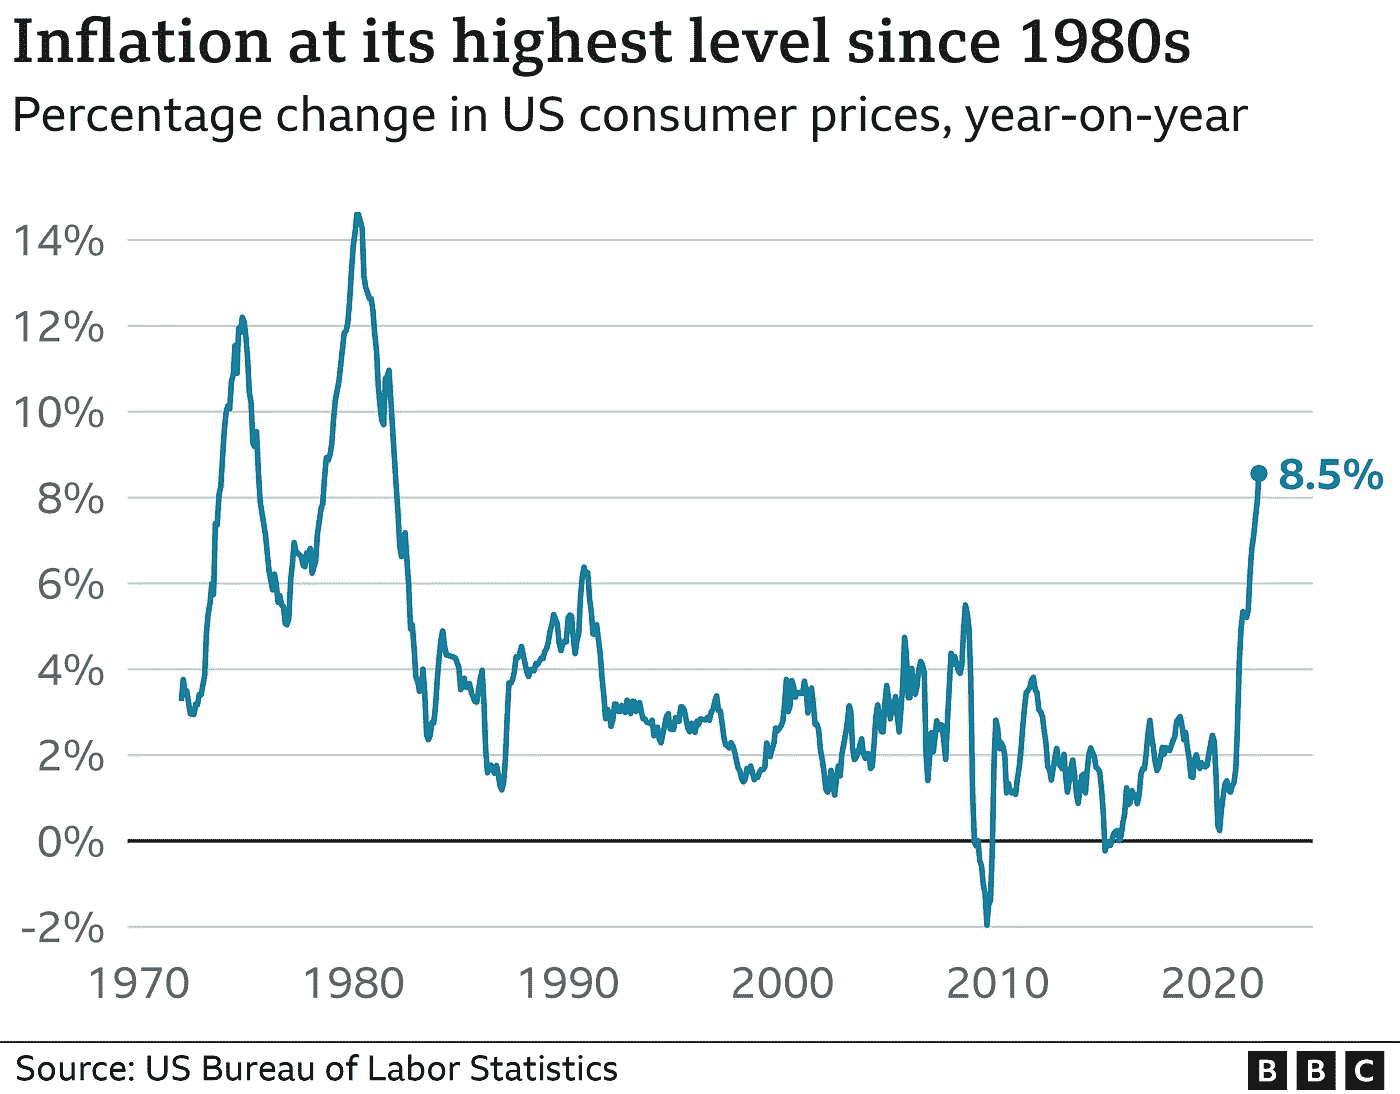 Inflation at its highest level since 1980s
Percentage change in US consumer prices, year-on-year
14%
12%
10%
8%
8.5%
6%
4%
2%
0%
-2%
1970 1980 1990 2000 2010 2020
Source: US Bureau of Labor Statistics
BBC